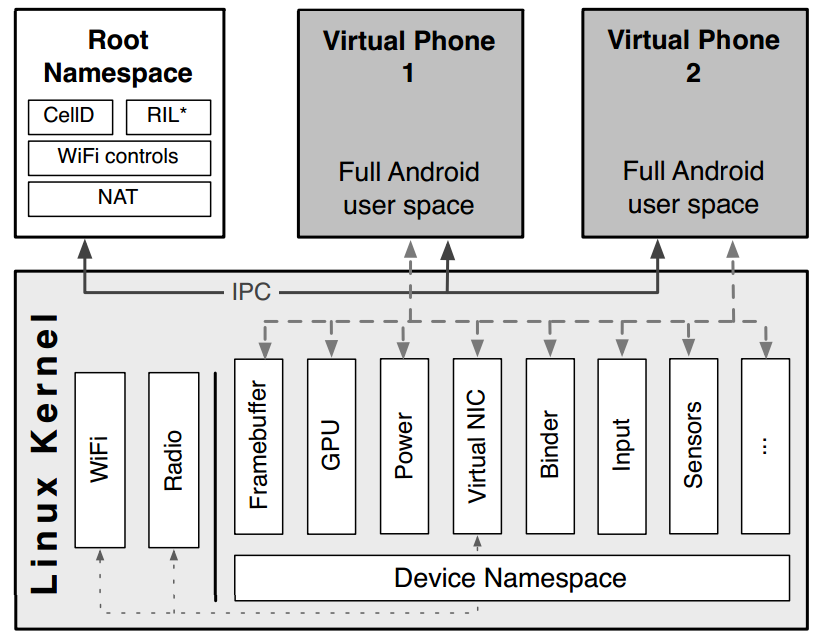 Root
Namespace
CellID
RIL*
WiFi controls
NAT
Virtual Phone
1
Full Android
user space
Virtual Phone
2
Full Android
user space
IPC
Linux Kernel
WiFi
Radio
Framebuffer
GPU
Power
Virtual NIC
Binder
Input
Sensors
...
Device Namespace